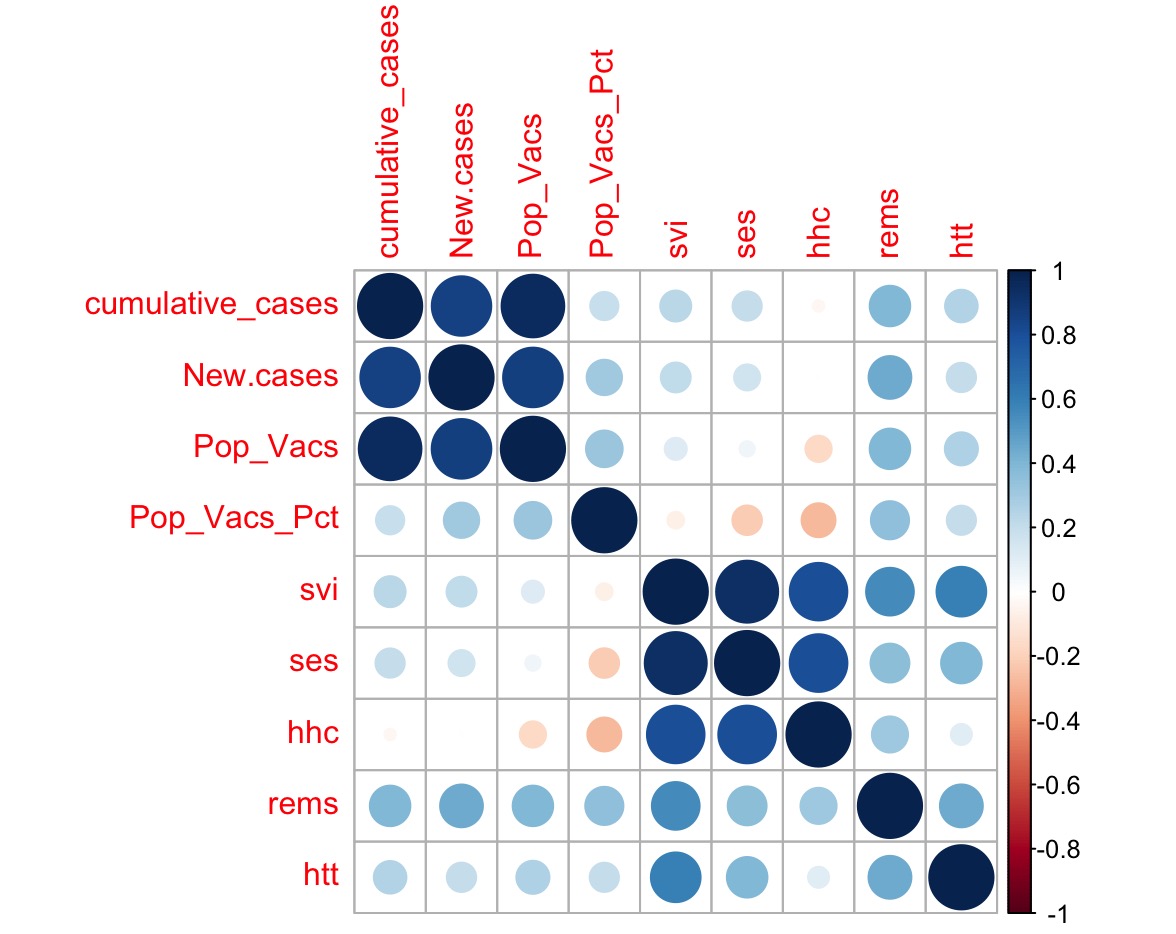 cumulative_cases
New.cases
Pop_Vacs
Pop_Vacs_Pct
svi
ses
hhc
rems
htt
cumulative_cases
New.cases
Pop_Vacs
Pop_Vacs_Pct
svi
ses
hhc
rems
htt
1
0.8
0.6
0.4
0.2
0
-0.2
-0.4
-0.6
-0.8
-1